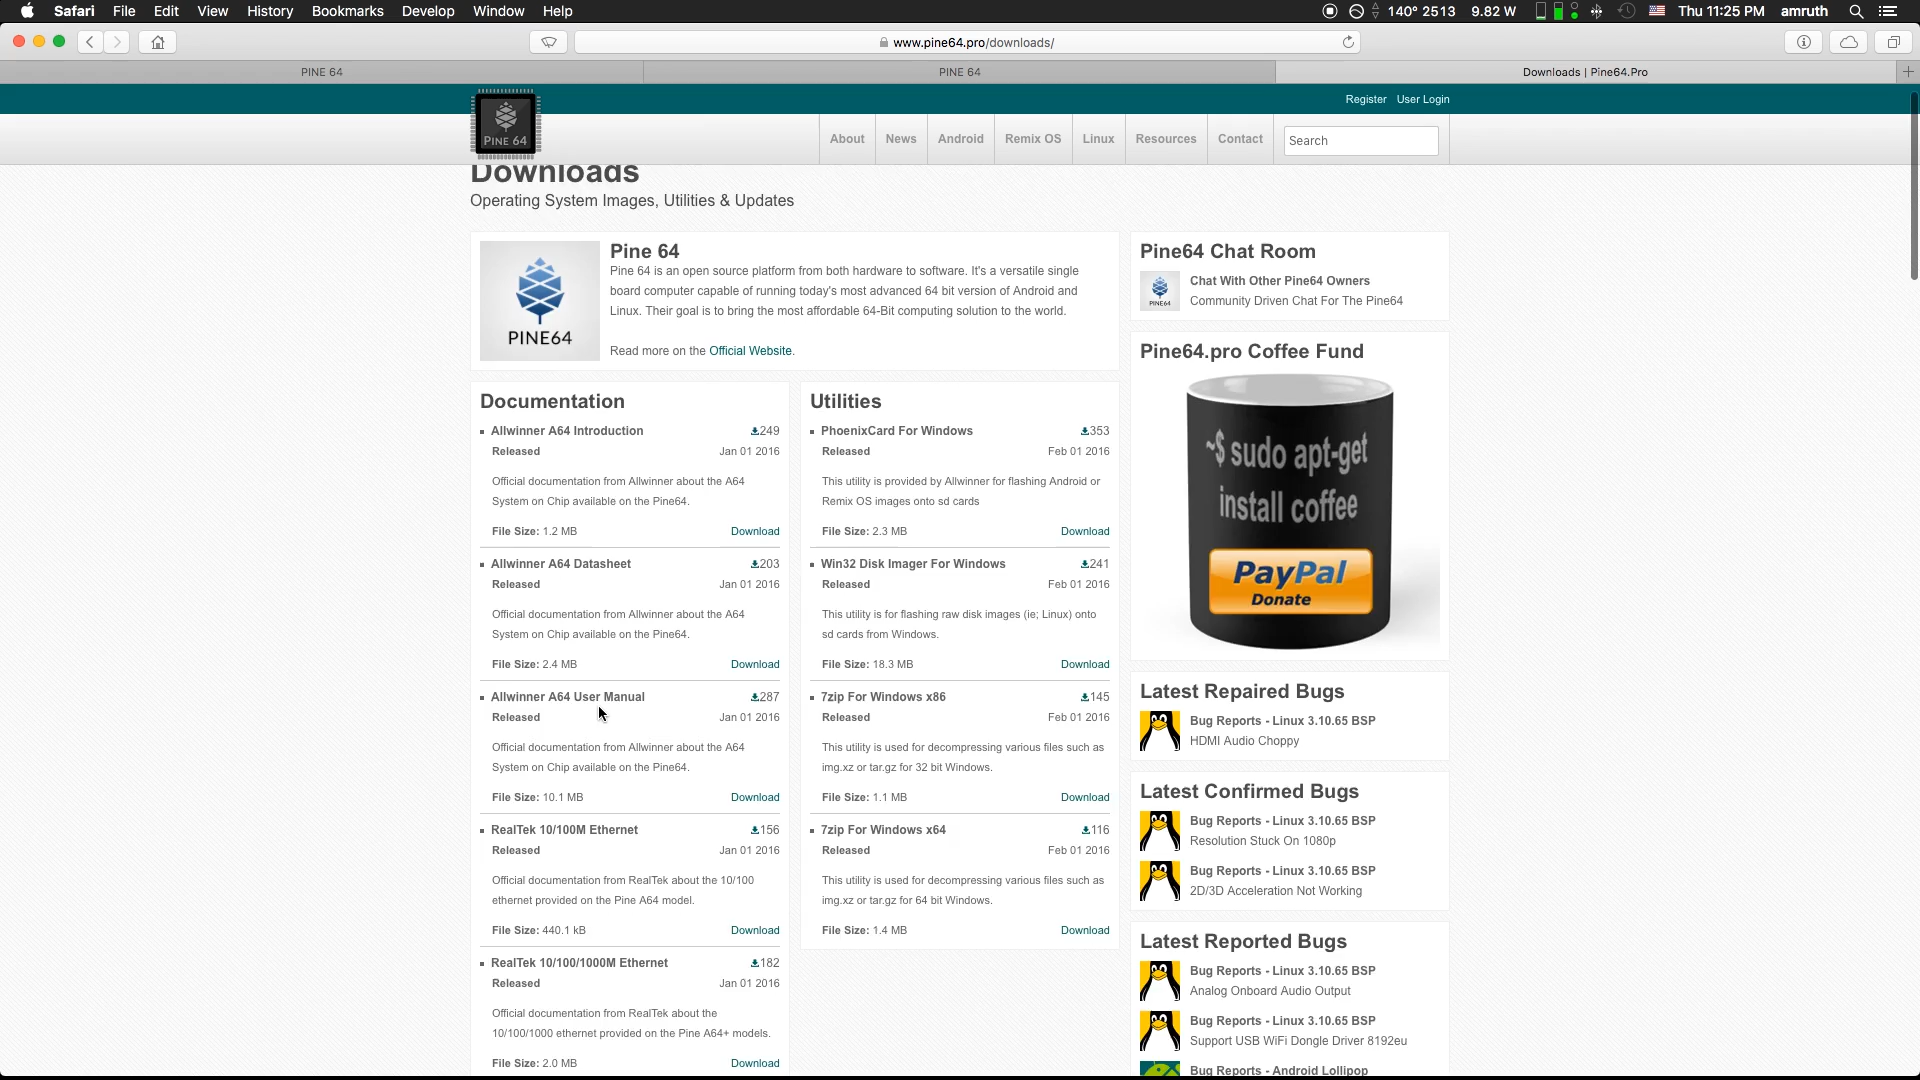 Safari File Edit View History Bookmarks Develop Window Help 140° 2513 9.82 W Thu 11:25 PM amruth
www.pine64.pro/downloads/
PINE 64 PINE 64 Downloads | Pine64.Pro
Register User Login
PINE 64
About News Android Remix OS Linux Resources Contact Search
Downloads
Operating System Images, Utilities & Updates
PINE64
Pine 64
Pine 64 is an open source platform from both hardware to software. It's a versatile single
board computer capable of running today's most advanced 64 bit version of Android and
Linux. Their goal is to bring the most affordable 64-Bit computing solution to the world.
Read more on the Official Website.
Documentation
Allwinner A64 Introduction 249
Released Jan 01 2016
Official documentation from Allwinner about the A64
System on Chip available on the Pine64.
File Size: 1.2 MB Download
Allwinner A64 Datasheet 203
Released Jan 01 2016
Official documentation from Allwinner about the A64
System on Chip available on the Pine64.
File Size: 2.4 MB Download
Allwinner A64 User Manual 287
Released Jan 01 2016
Official documentation from Allwinner about the A64
System on Chip available on the Pine64.
File Size: 10.1 MB Download
RealTek 10/100M Ethernet 156
Released Jan 01 2016
Official documentation from RealTek about the 10/100
ethernet provided on the Pine A64 model.
File Size: 440.1 kB Download
RealTek 10/100/1000M Ethernet 182
Released Jan 01 2016
Official documentation from RealTek about the
10/100/1000 ethernet provided on the Pine A64+ models.
File Size: 2.0 MB Download
Utilities
PhoenixCard For Windows 353
Released Feb 01 2016
This utility is provided by Allwinner for flashing Android or
Remix OS images onto sd cards
File Size: 2.3 MB Download
Win32 Disk Imager For Windows 241
Released Feb 01 2016
This utility is for flashing raw disk images (ie; Linux) onto
sd cards from Windows.
File Size: 18.3 MB Download
7zip For Windows x86 145
Released Feb 01 2016
This utility is used for decompressing various files such as
img.xz or tar.gz for 32 bit Windows.
File Size: 1.1 MB Download
7zip For Windows x64 116
Released Feb 01 2016
This utility is used for decompressing various files such as
img.xz or tar.gz for 64 bit Windows.
File Size: 1.4 MB Download
Pine64 Chat Room
PINE64
Chat With Other Pine64 Owners
Community Driven Chat For The Pine64
Pine64.pro Coffee Fund
~$ sudo apt-get
install coffee
PayPal
Donate
Latest Repaired Bugs
Bug Reports - Linux 3.10.65 BSP
HDMI Audio Choppy
Latest Confirmed Bugs
Bug Reports - Linux 3.10.65 BSP
Resolution Stuck On 1080p
Bug Reports - Linux 3.10.65 BSP
2D/3D Acceleration Not Working
Latest Reported Bugs
Bug Reports - Linux 3.10.65 BSP
Analog Onboard Audio Output
Bug Reports - Linux 3.10.65 BSP
Support USB WiFi Dongle Driver 8192eu
Bug Reports - Android Lollipop